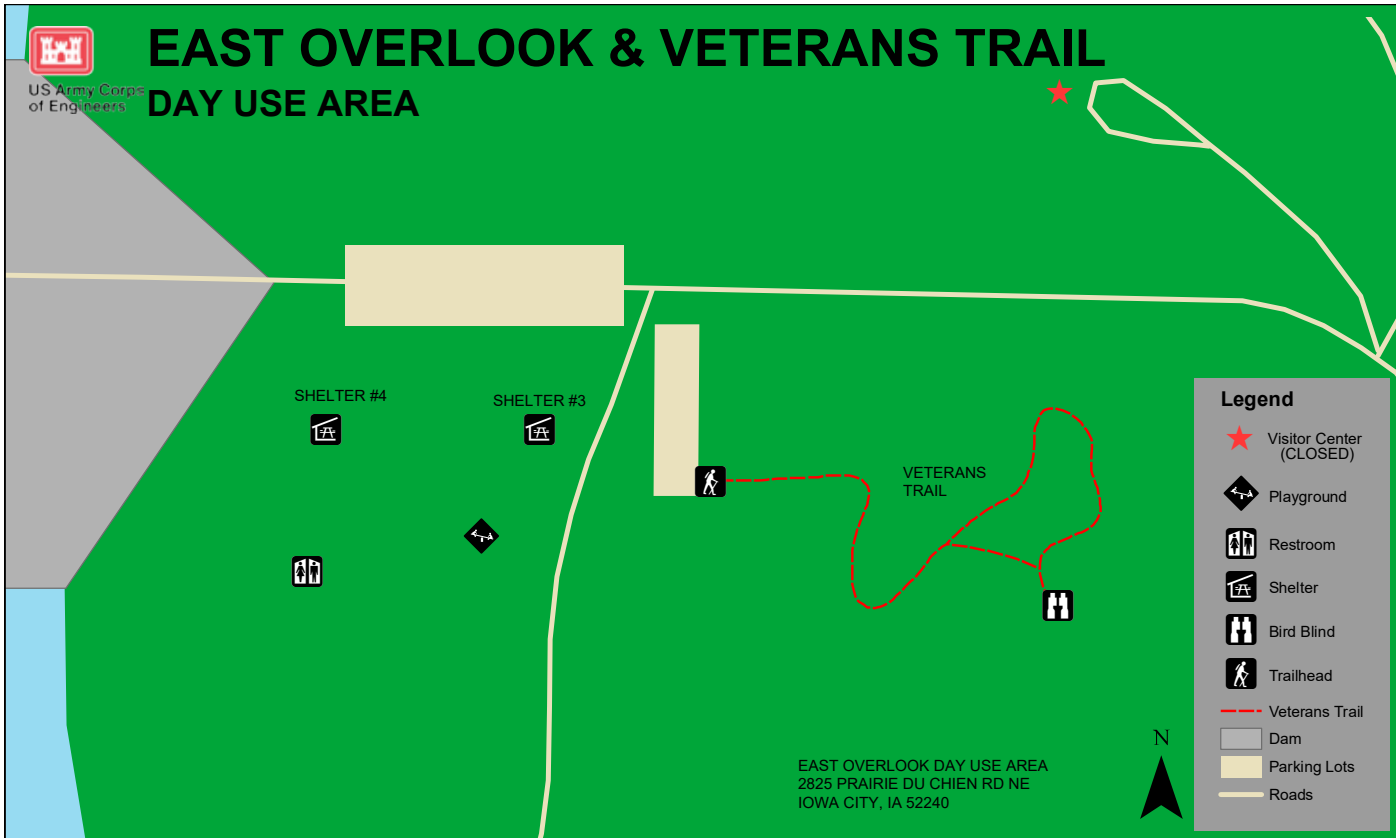 EAST OVERLOOK & VETERANS TRAIL
DAY USE AREA
US Army Corps
of Engineers
SHELTER #4
SHELTER #3
VETERANS
TRAIL
Legend
Visitor Center
(CLOSED)
Playground
Restroom
Shelter
Bird Blind
Trailhead
Veterans Trail
Dam
Parking Lots
Roads
N
EAST OVERLOOK DAY USE AREA
2825 PRAIRIE DU CHIEN RD NE
IOWA CITY, IA 52240